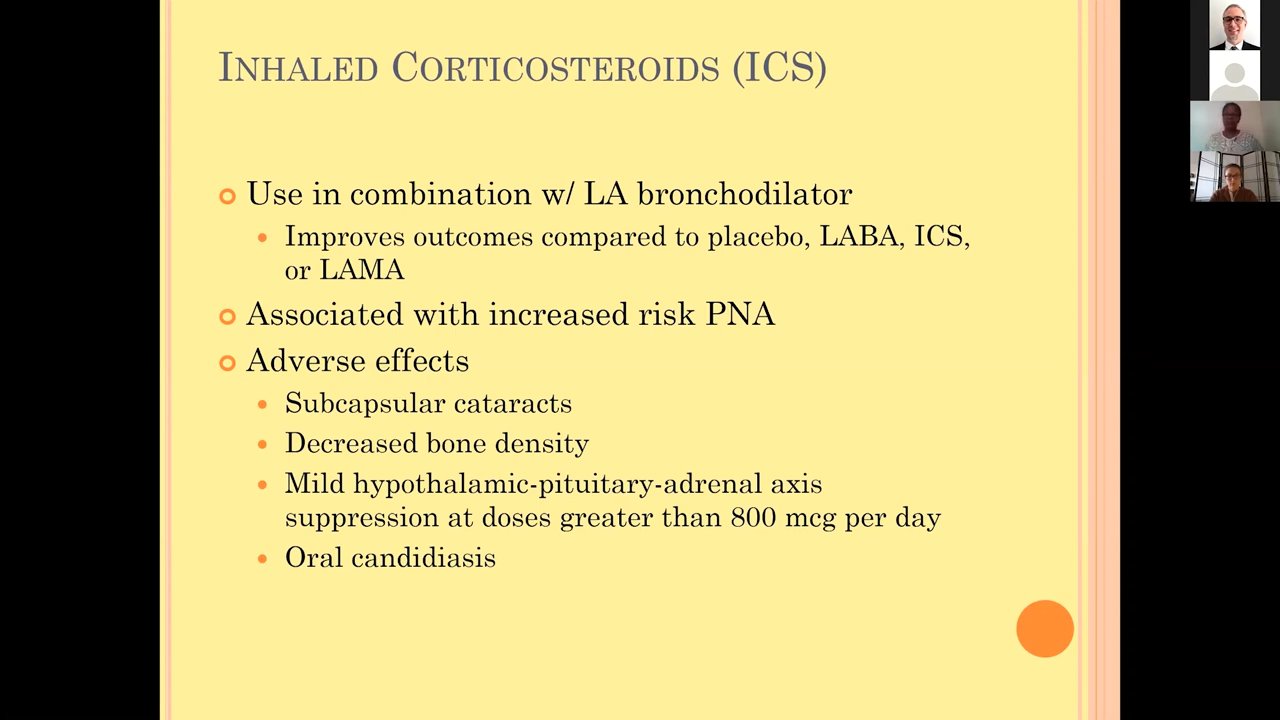 INHALED CORTICOSTEROIDS (ICS)
Use in combination w/ LA bronchodilator
Improves outcomes compared to placebo, LABA, ICS,
or LAMA
Associated with increased risk PNA
Adverse effects
Subcapsular cataracts
Decreased bone density
Mild hypothalamic-pituitary-adrenal axis
suppression at doses greater than 800 mcg per day
Oral candidiasis